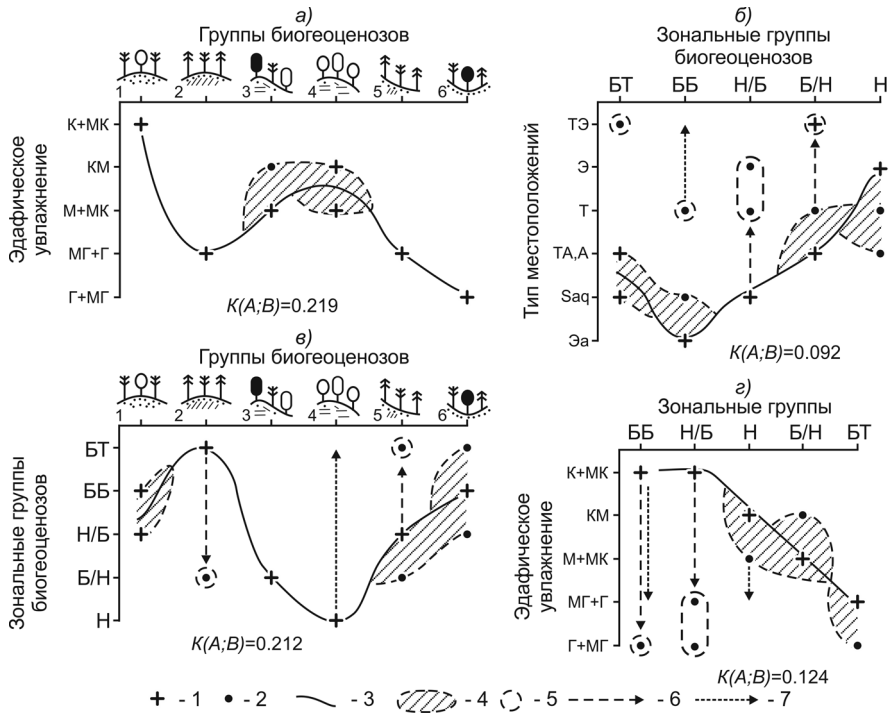 а)
Группы биогеоценозов
1 2 3 4 5 6
Эдафическое
увлажнение
К+МК
КМ
М+МК
МГ+Г
Г+МГ
K(A;B)=0.219
б)
Зональные группы
биогеоценозов
БТ ББ Н/Б Б/Н Н
Тип местоположений
ТЭ
Э
Т
ТА,А
Saq
Эа
K(A;B)=0.092
в)
Группы биогеоценозов
1 2 3 4 5 6
Зональные группы
биогеоценозов
БТ
ББ
Н/Б
Б/Н
Н
K(A;B)=0.212
г)
Зональные группы
ББ Н/Б Н Б/Н БТ
Эдафическое
увлажнение
К+МК
КМ
М+МК
МГ+Г
Г+МГ
K(A;B)=0.124
- 1 - 2 - 3 - 4 - 5 - 6 - 7